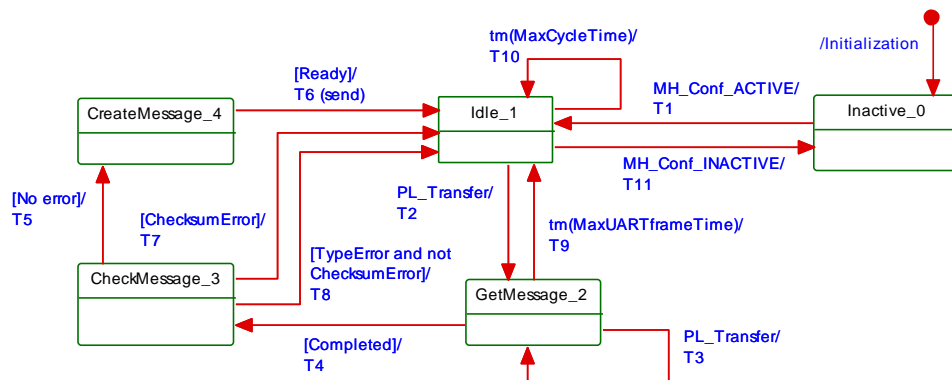 /Initialization
tm(MaxCycleTime)/
T10
[Ready]/
T6 (send)
MH_Conf_ACTIVE/
T1
CreateMessage_4
Idle_1
Inactive_0
MH_Conf_INACTIVE/
T11
[No error]/
T5
PL_Transfer/
T2
[ChecksumError]/
T7
tm(MaxUARTframeTime)/
T9
[TypeError and not
ChecksumError]/
T8
CheckMessage_3
GetMessage_2
[Completed]/
T4
PL_Transfer/
T3